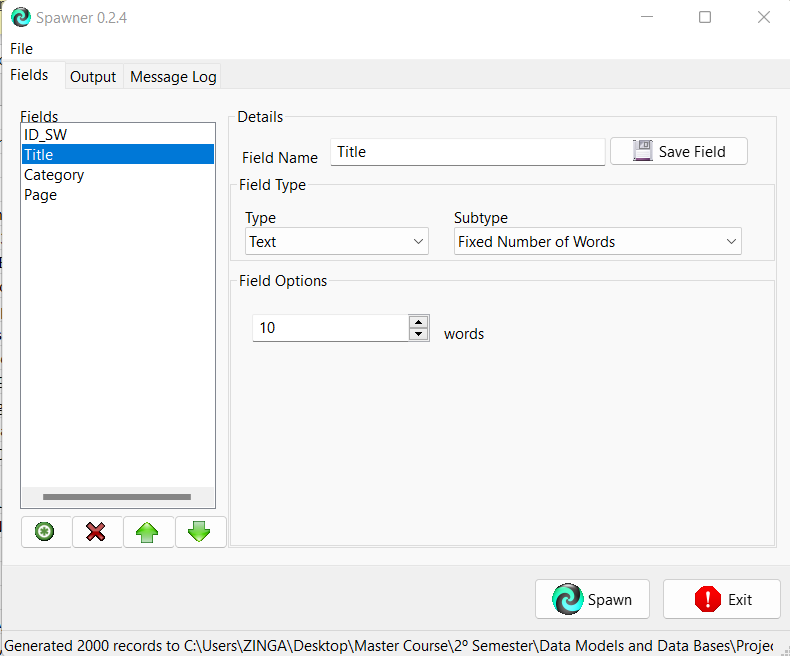 Spawner 0.2.4
File
Fields Output Message Log
Fields
ID_SW
Title
Category
Page
Details
Field Name Title Save Field
Field Type
Type Subtype
Text Fixed Number of Words
Field Options
10 words
Spawn Exit
Generated 2000 records to C:\Users\ZINGA\Desktop\Master Course\2º Semester\Data Models and Data Bases\Projec